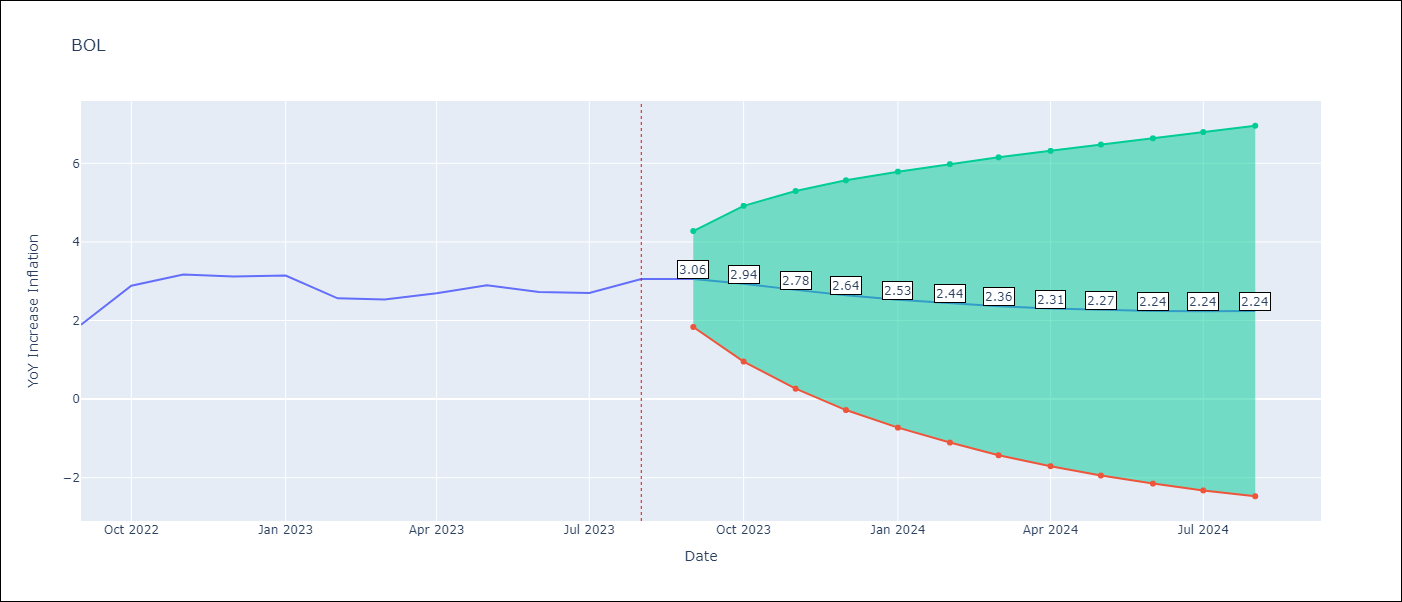 BOL
YoY Increase Inflation
6
4
2
0
−2
3.06
2.94
2.78
2.64
2.53
2.44
2.36
2.31
2.27
2.24
2.24
2.24
Oct 2022
Jan 2023
Apr 2023
Jul 2023
Oct 2023
Jan 2024
Apr 2024
Jul 2024
Date